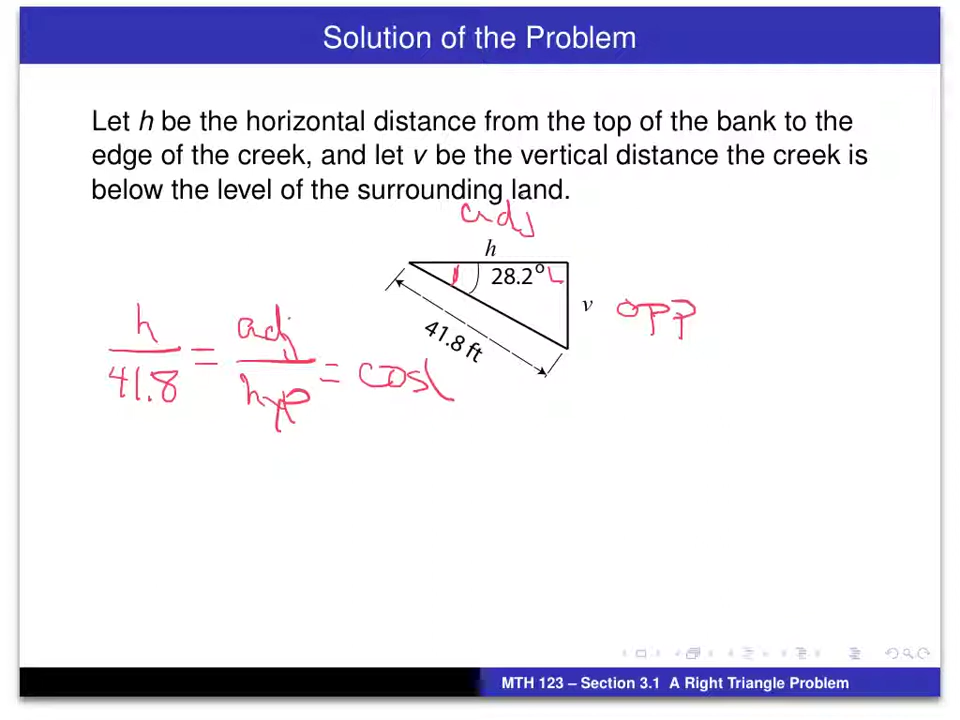 Solution of the Problem
Let h be the horizontal distance from the top of the bank to the
edge of the creek, and let v be the vertical distance the creek is
below the level of the surrounding land.
adj
h
28.2°
v
opp
41.8 ft
h/41.8 = adj/hyp = cos(
MTH 123 – Section 3.1 A Right Triangle Problem